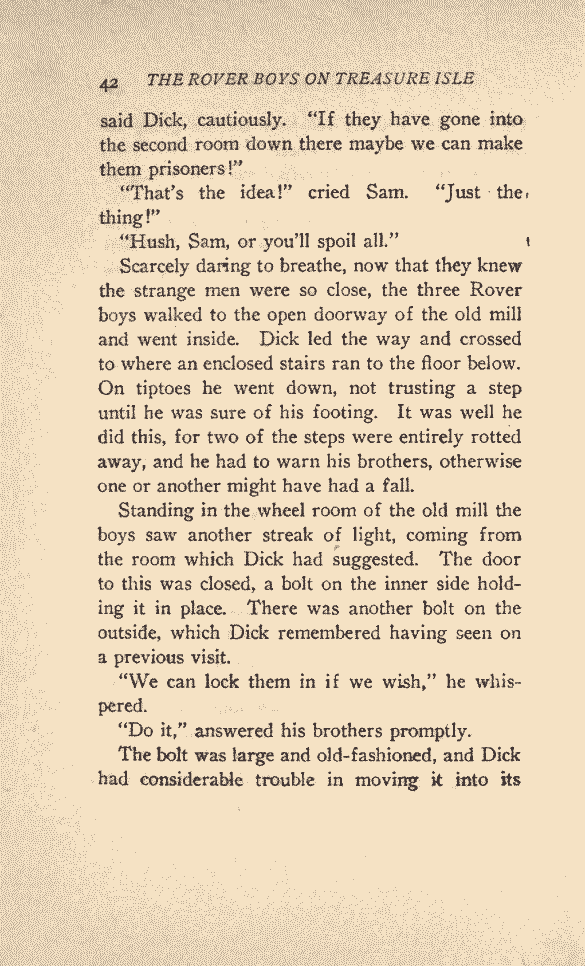 42 THE ROVER BOYS ON TREASURE ISLE
said Dick, cautiously. “If they have gone into
the second room down there maybe we can make
them prisoners!”
“That’s the idea!” cried Sam. “Just the
thing!”
“Hush, Sam, or you’ll spoil all.”
Scarcely daring to breathe, now that they knew
the strange men were so close, the three Rover
boys walked to the open doorway of the old mill
and went inside. Dick led the way and crossed
to where an enclosed stairs ran to the floor below.
On tiptoes he went down, not trusting a step
until he was sure of his footing. It was well he
did this, for two of the steps were entirely rotted
away, and he had to warn his brothers, otherwise
one or another might have had a fall.
Standing in the wheel room of the old mill the
boys saw another streak of light, coming from
the room which Dick had suggested. The door
to this was closed, a bolt on the inner side hold-
ing it in place. There was another bolt on the
outside, which Dick remembered having seen on
a previous visit.
“We can lock them in if we wish,” he whis-
pered.
“Do it,” answered his brothers promptly.
The bolt was large and old-fashioned, and Dick
had considerable trouble in moving it into its